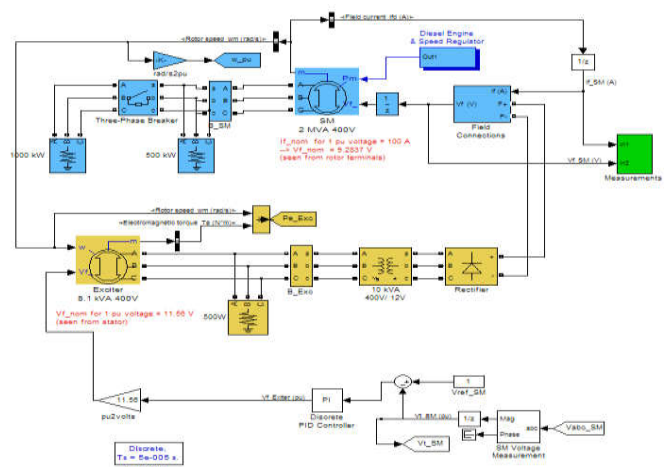 <Rotor speed wm (rad/s)>
<Field current ifd (A)>
Diesel Engine
& Speed Regulator
Out1
-K-
w_pu
rad/s2pu
m
Pm
1/z
A
B
C
Three-Phase Breaker
B_SM
Vf_
SM
2 MVA 400V
If (A)
Vf (V)
F+
F-
Field
Connections
If_SM (A)
1000 kW
500 kW
If_nom for 1 pu voltage = 100 A
--> Vf_nom = 9.2837 V
(seen from rotor terminals)
Vf_SM (V)
Measurements
<Rotor speed wm (rad/s)>
<Electromagnetic torque Te (N*m)>
Pe_Exc
w
m
Vf_
A
B
C
Exciter
8.1 kVA 400V
B_Exc
10 kVA
400V/ 12V
Rectifier
+
-
Vf_nom for 1 pu voltage = 11.56 V
(seen from stator)
500W
11.56
pu2volts
Vf_Exiter (pu)
PI
Discrete
PID Controller
1
Vref_SM
Vt_SM (pu)
1/z
Mag
Phase
abc
Vabc_SM
Vt_SM
SM Voltage
Measurement
Discrete,
Ts = 5e-005 s.